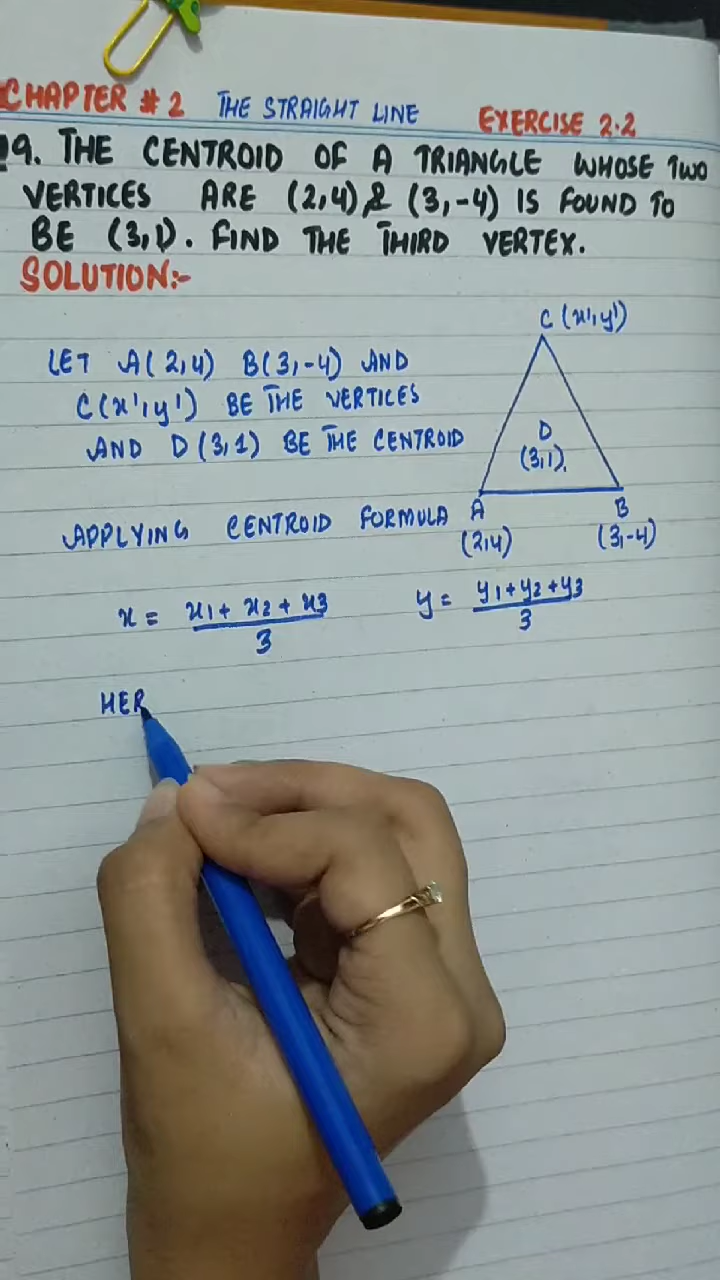 CHAPTER # 2 THE STRAIGHT LINE EXERCISE 2.2
19. THE CENTROID OF A TRIANGLE WHOSE TWO
VERTICES ARE (2,4) & (3,-4) IS FOUND TO
BE (3,1). FIND THE THIRD VERTEX.
SOLUTION:-
C (x',y')
LET A(2,4) B(3,-4) AND
C(x',y') BE THE VERTICES
AND D(3,1) BE THE CENTROID
D
(3,1).
A
(2,4)
B
(3,-4)
APPLYING CENTROID FORMULA
x = x1 + x2 + x3 / 3
y = y1 + y2 + y3 / 3
HER